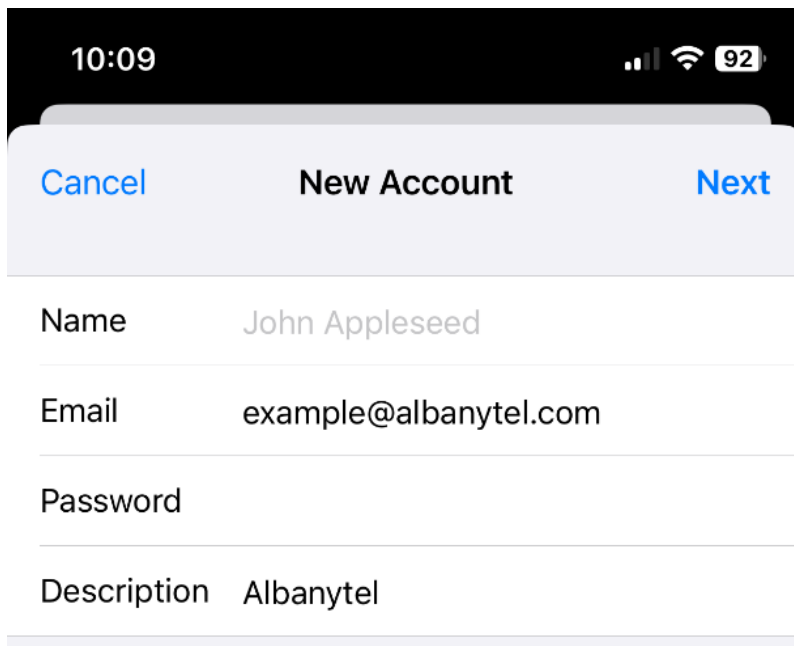 10:09 92
Cancel New Account Next
Name John Appleseed
Email example@albanytel.com
Password
Description Albanytel